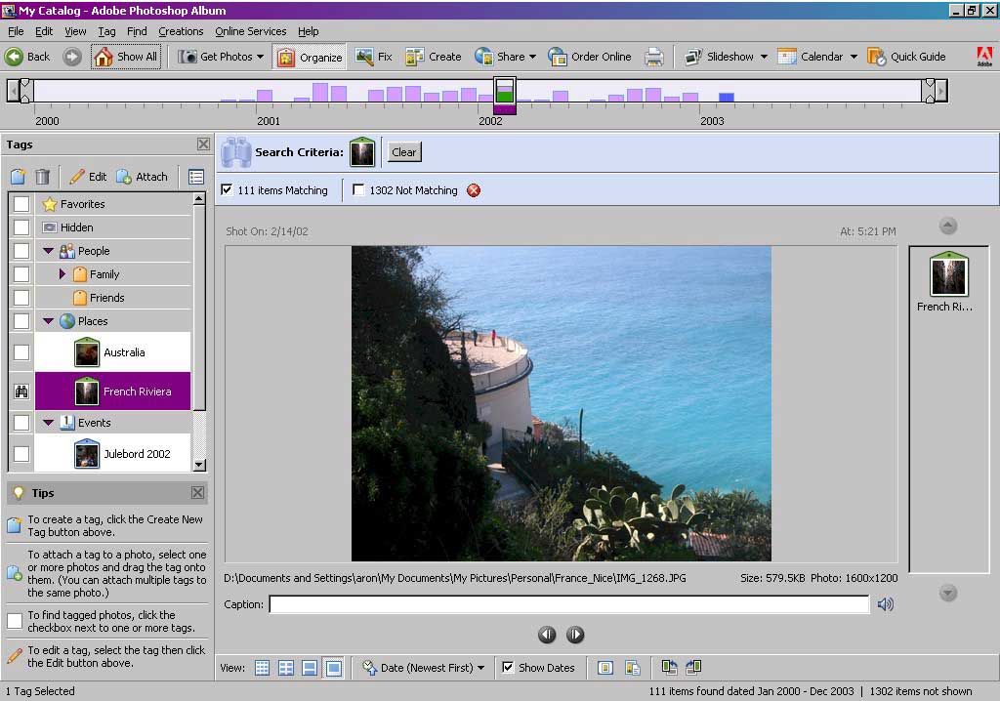 My Catalog - Adobe Photoshop Album
File Edit View Tag Find Creations Online Services Help
Back Show All Get Photos Organize Fix Create Share Order Online Slideshow Calendar Quick Guide Adobe
2000 2001 2002 2003
Tags
Edit Attach
Favorites
Hidden
People
Family
Friends
Places
Australia
French Riviera
Events
1
Julebord 2002
Tips
To create a tag, click the Create New
Tag button above.
To attach a tag to a photo, select one
or more photos and drag the tag onto
them. (You can attach multiple tags to
the same photo.)
To find tagged photos, click the
checkbox next to one or more tags.
To edit a tag, select the tag then click
the Edit button above.
Search Criteria: Clear
111 items Matching 1302 Not Matching
Shot On: 2/14/02 At: 5:21 PM
French Ri...
D:\Documents and Settings\aron\My Documents\My Pictures\Personal\France_Nice\IMG_1268.JPG Size: 579.5KB Photo: 1600x1200
Caption:
View: Date (Newest First) Show Dates
1 Tag Selected 111 items found dated Jan 2000 - Dec 2003 | 1302 items not shown